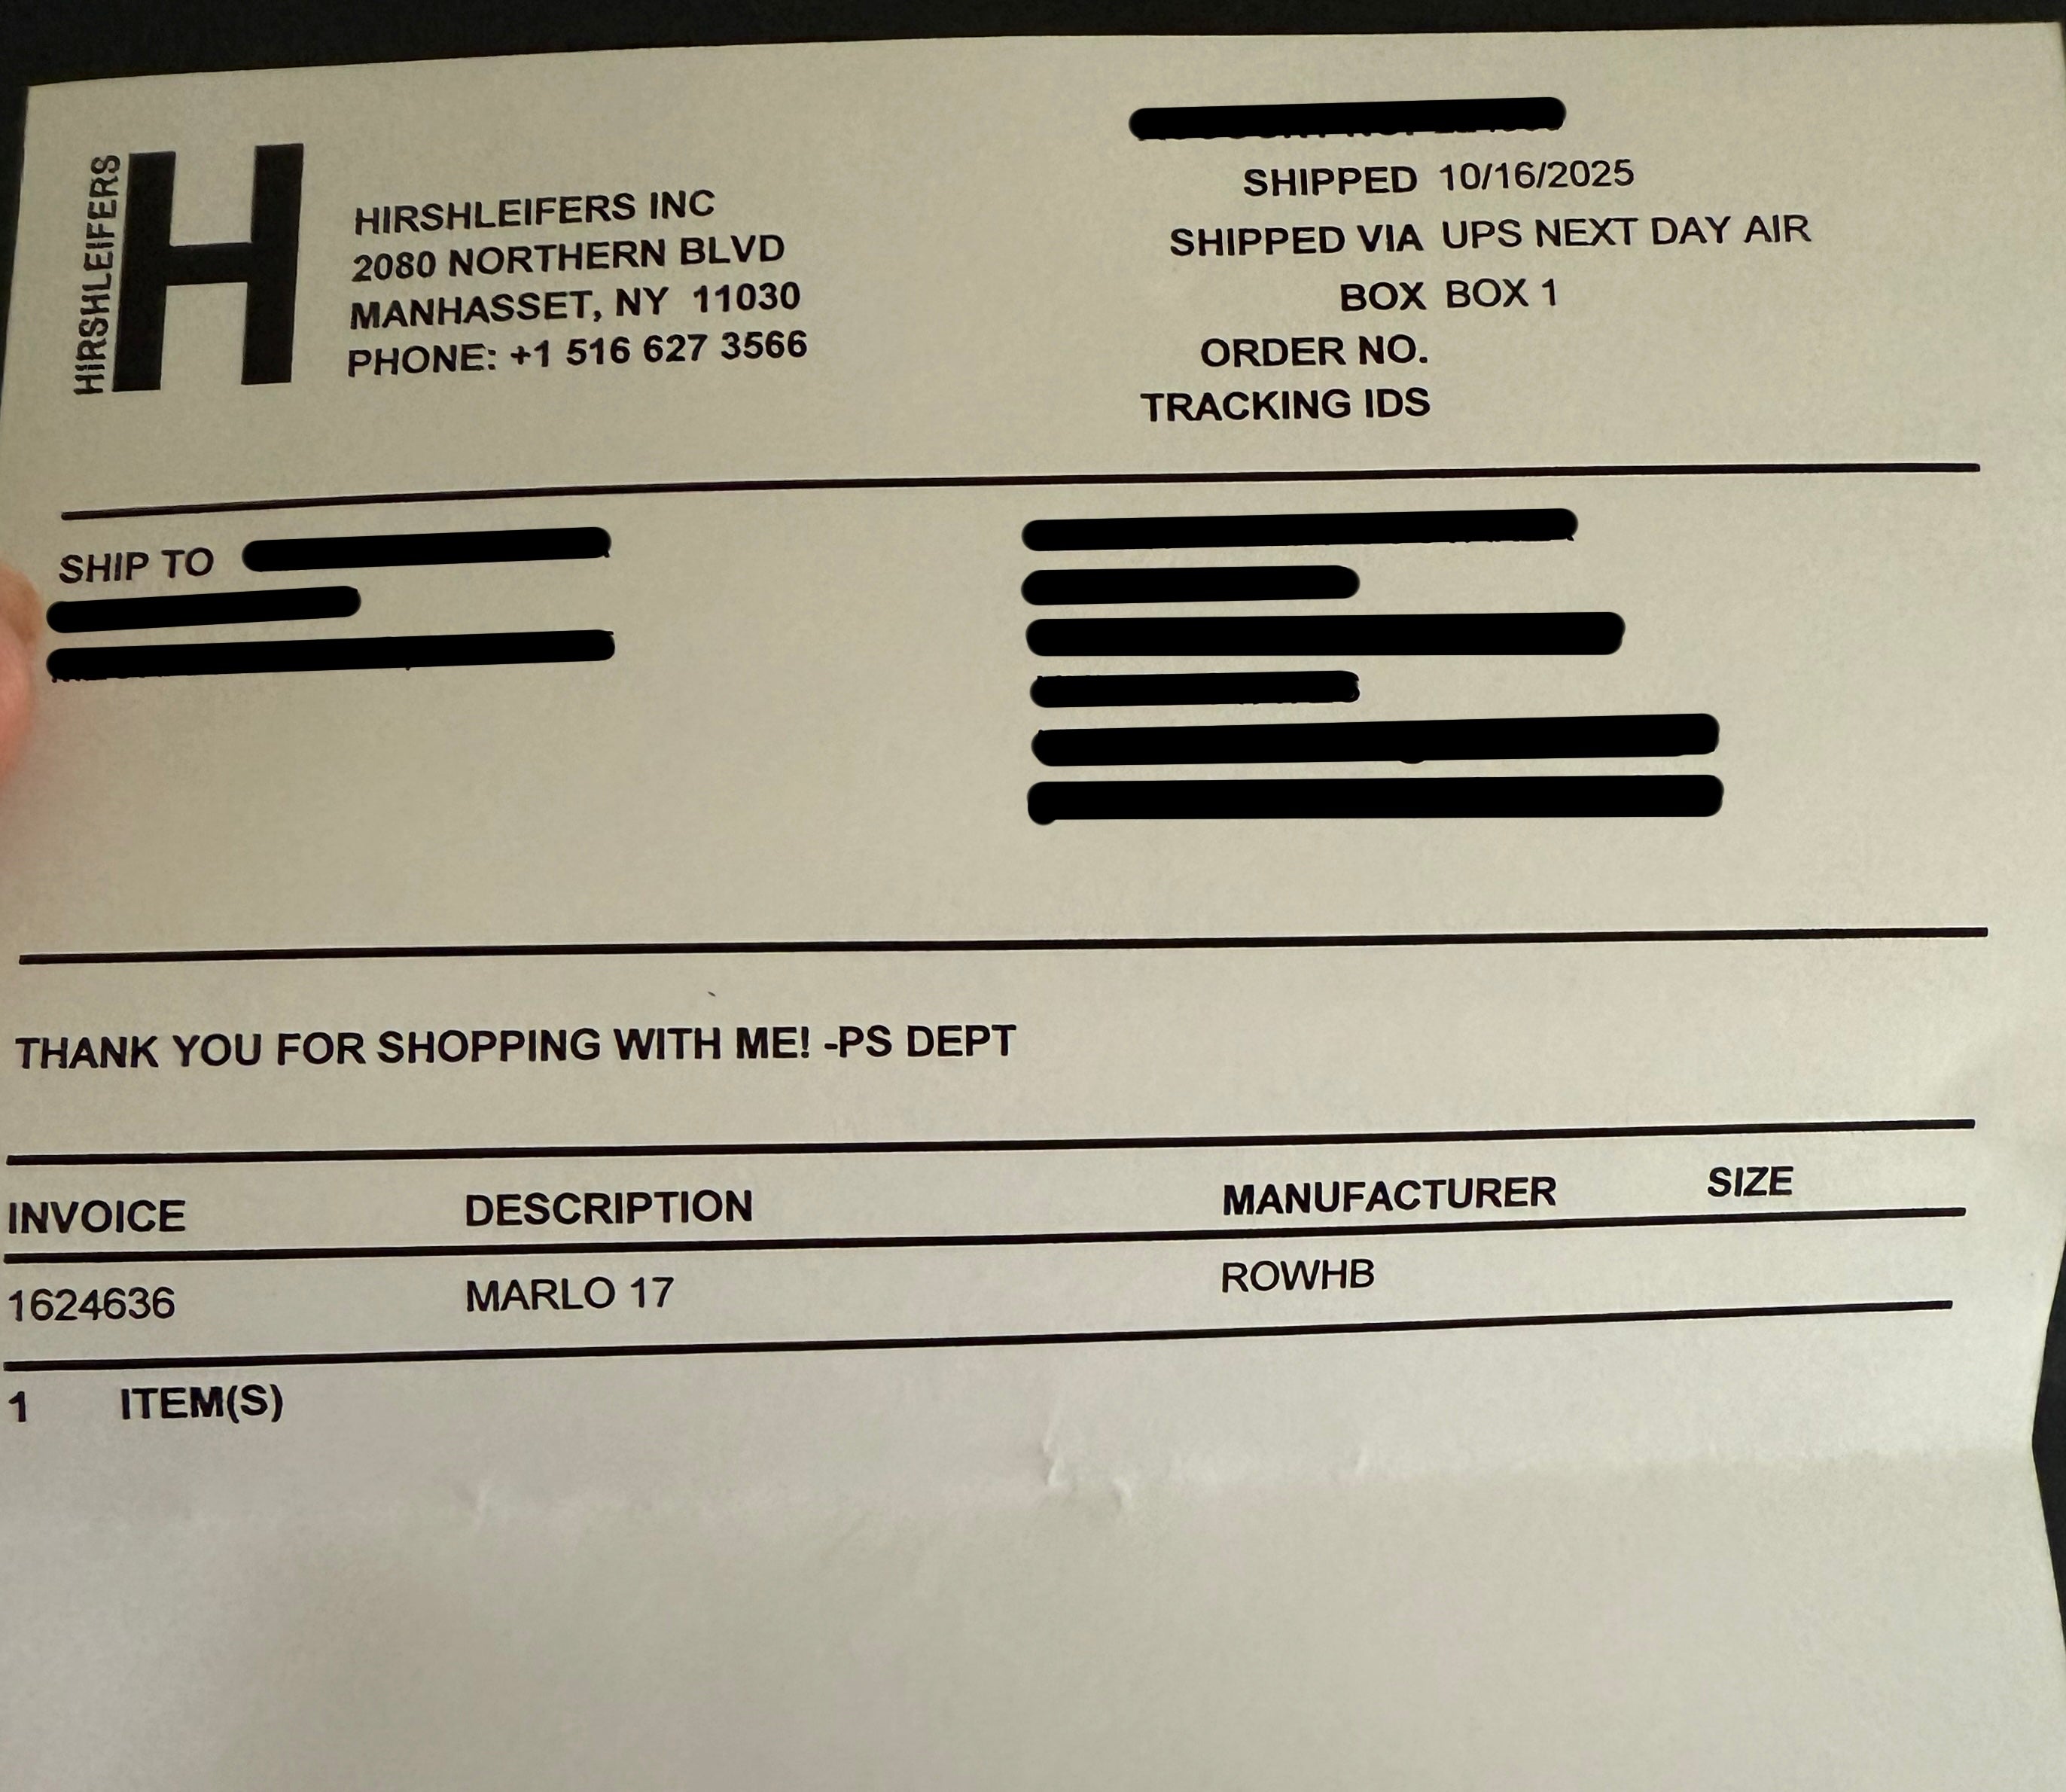 HIRSHLEIFERS
H
HIRSHLEIFERS INC
2080 NORTHERN BLVD
MANHASSET, NY 11030
PHONE: +1 516 627 3566
SHIPPED 10/16/2025
SHIPPED VIA UPS NEXT DAY AIR
BOX BOX 1
ORDER NO.
TRACKING IDS
SHIP TO
THANK YOU FOR SHOPPING WITH ME! -PS DEPT
INVOICE DESCRIPTION MANUFACTURER SIZE
1624636 MARLO 17 ROWHB
1 ITEM(S)